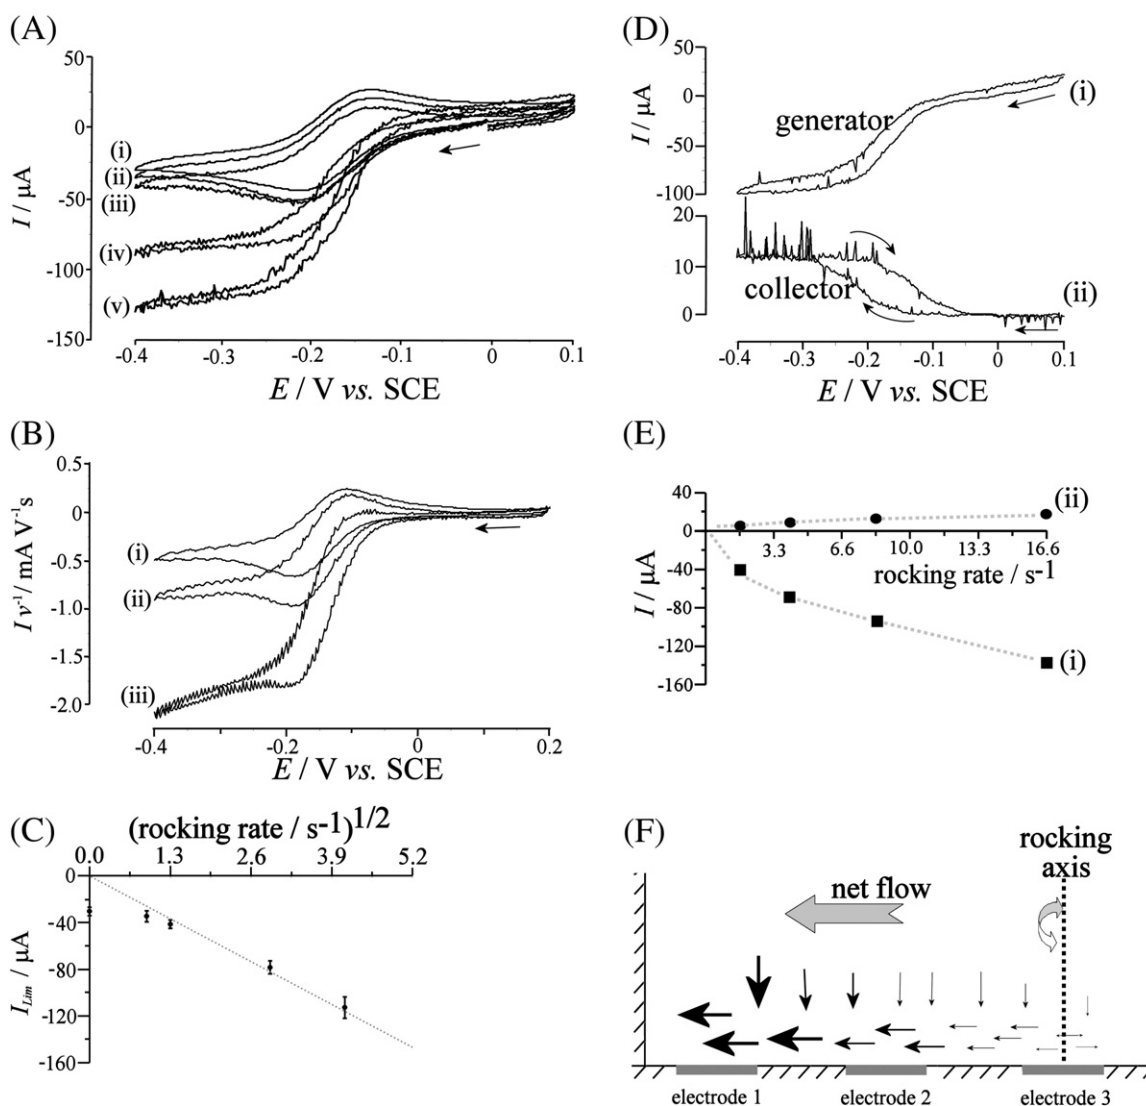 (A)
50
0
-50
-100
-150
I / μA
(i)
(ii)
(iii)
(iv)
(v)
-0.4 -0.3 -0.2 -0.1 0 0.1
E / V vs. SCE
(B)
0.5
0
-0.5
-1.0
-1.5
-2.0
I v-1/ mA V-1s
(i)
(ii)
(iii)
-0.4 -0.2 0 0.2
E / V vs. SCE
(C)
(rocking rate / s-1)1/2
0.0 1.3 2.6 3.9 5.2
0
-40
-80
-120
-160
ILim / μA
(D)
50
0
-50
-100
I / μA
generator
(i)
20
10
0
collector
(ii)
-0.4 -0.3 -0.2 -0.1 0 0.1
E / V vs. SCE
(E)
40
0
-40
-80
-120
-160
I / μA
(ii)
3.3 6.6 10.0 13.3 16.6
rocking rate / s-1
(i)
(F)
rocking
axis
net flow
electrode 1 electrode 2 electrode 3